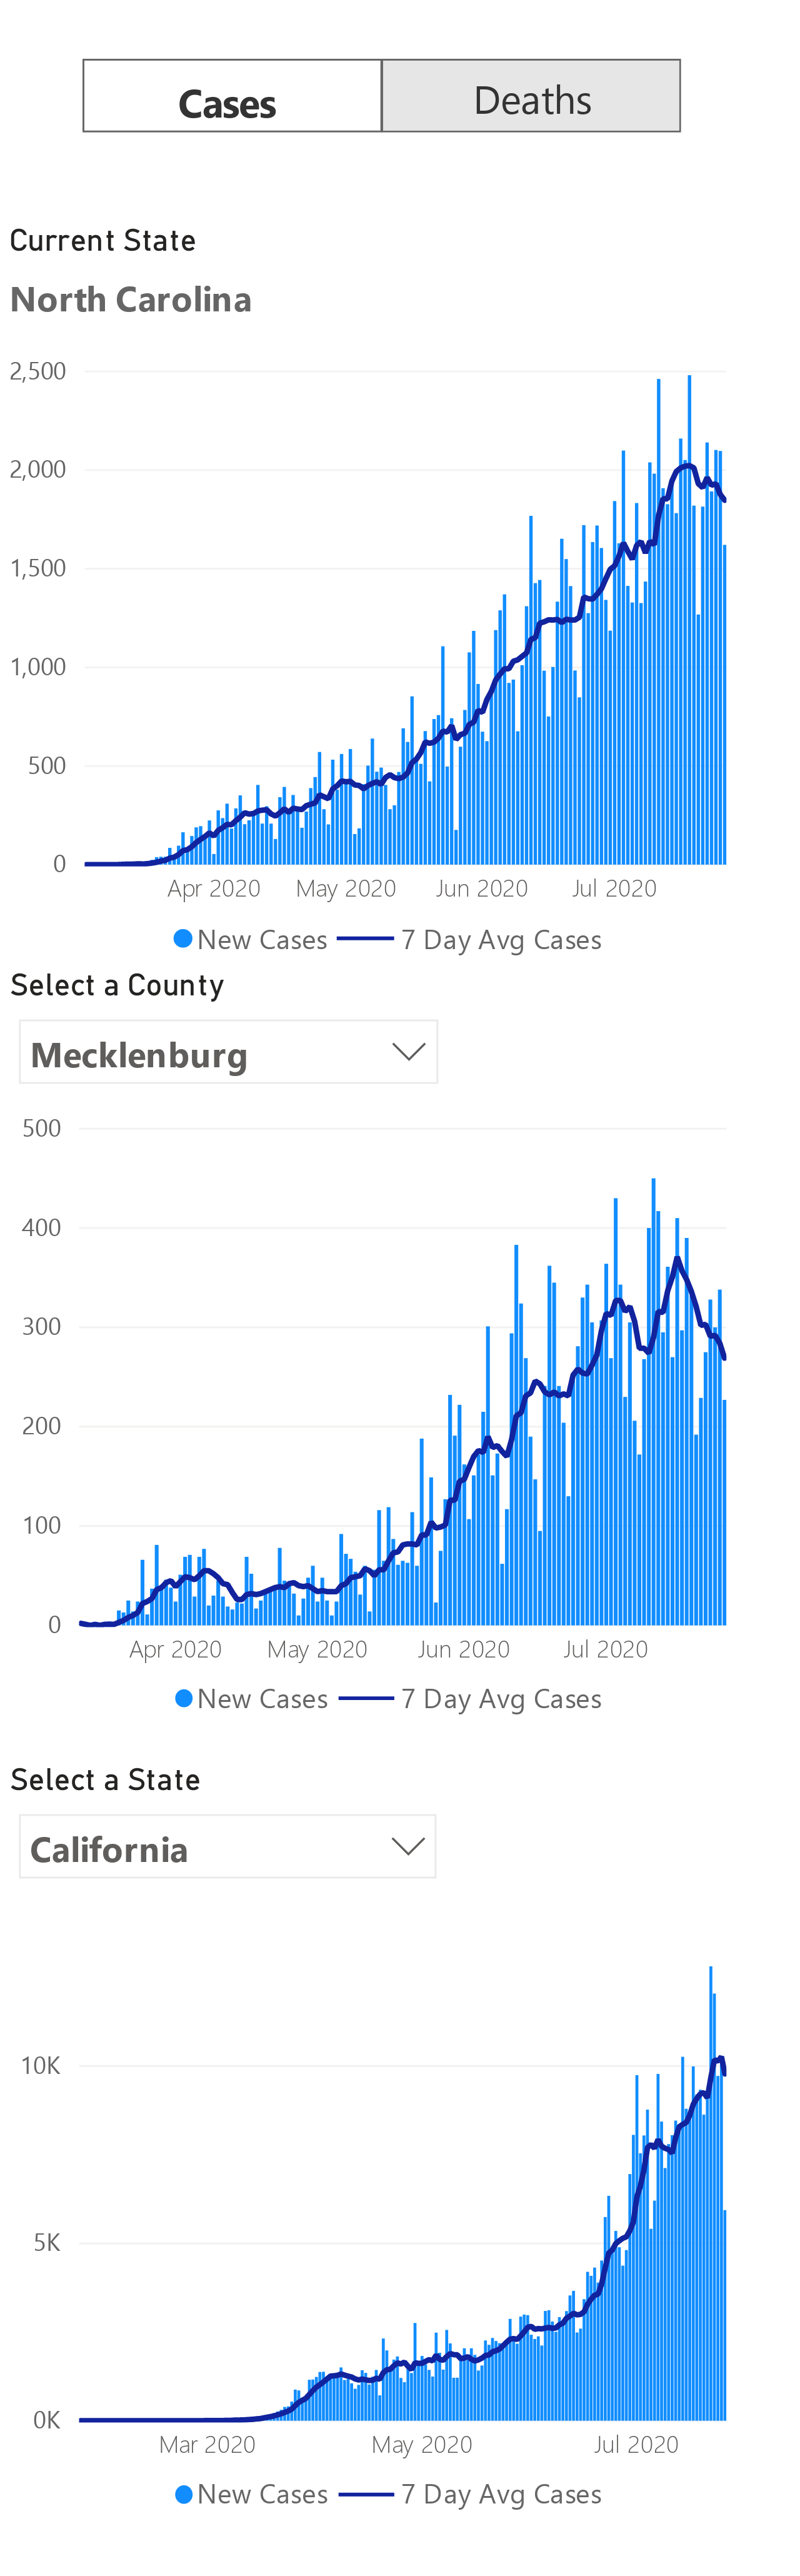 Cases Deaths
Current State
North Carolina
2,500
2,000
1,500
1,000
500
0
Apr 2020 May 2020 Jun 2020 Jul 2020
New Cases 7 Day Avg Cases
Select a County
Mecklenburg
500
400
300
200
100
0
Apr 2020 May 2020 Jun 2020 Jul 2020
New Cases 7 Day Avg Cases
Select a State
California
10K
5K
0K
Mar 2020 May 2020 Jul 2020
New Cases 7 Day Avg Cases